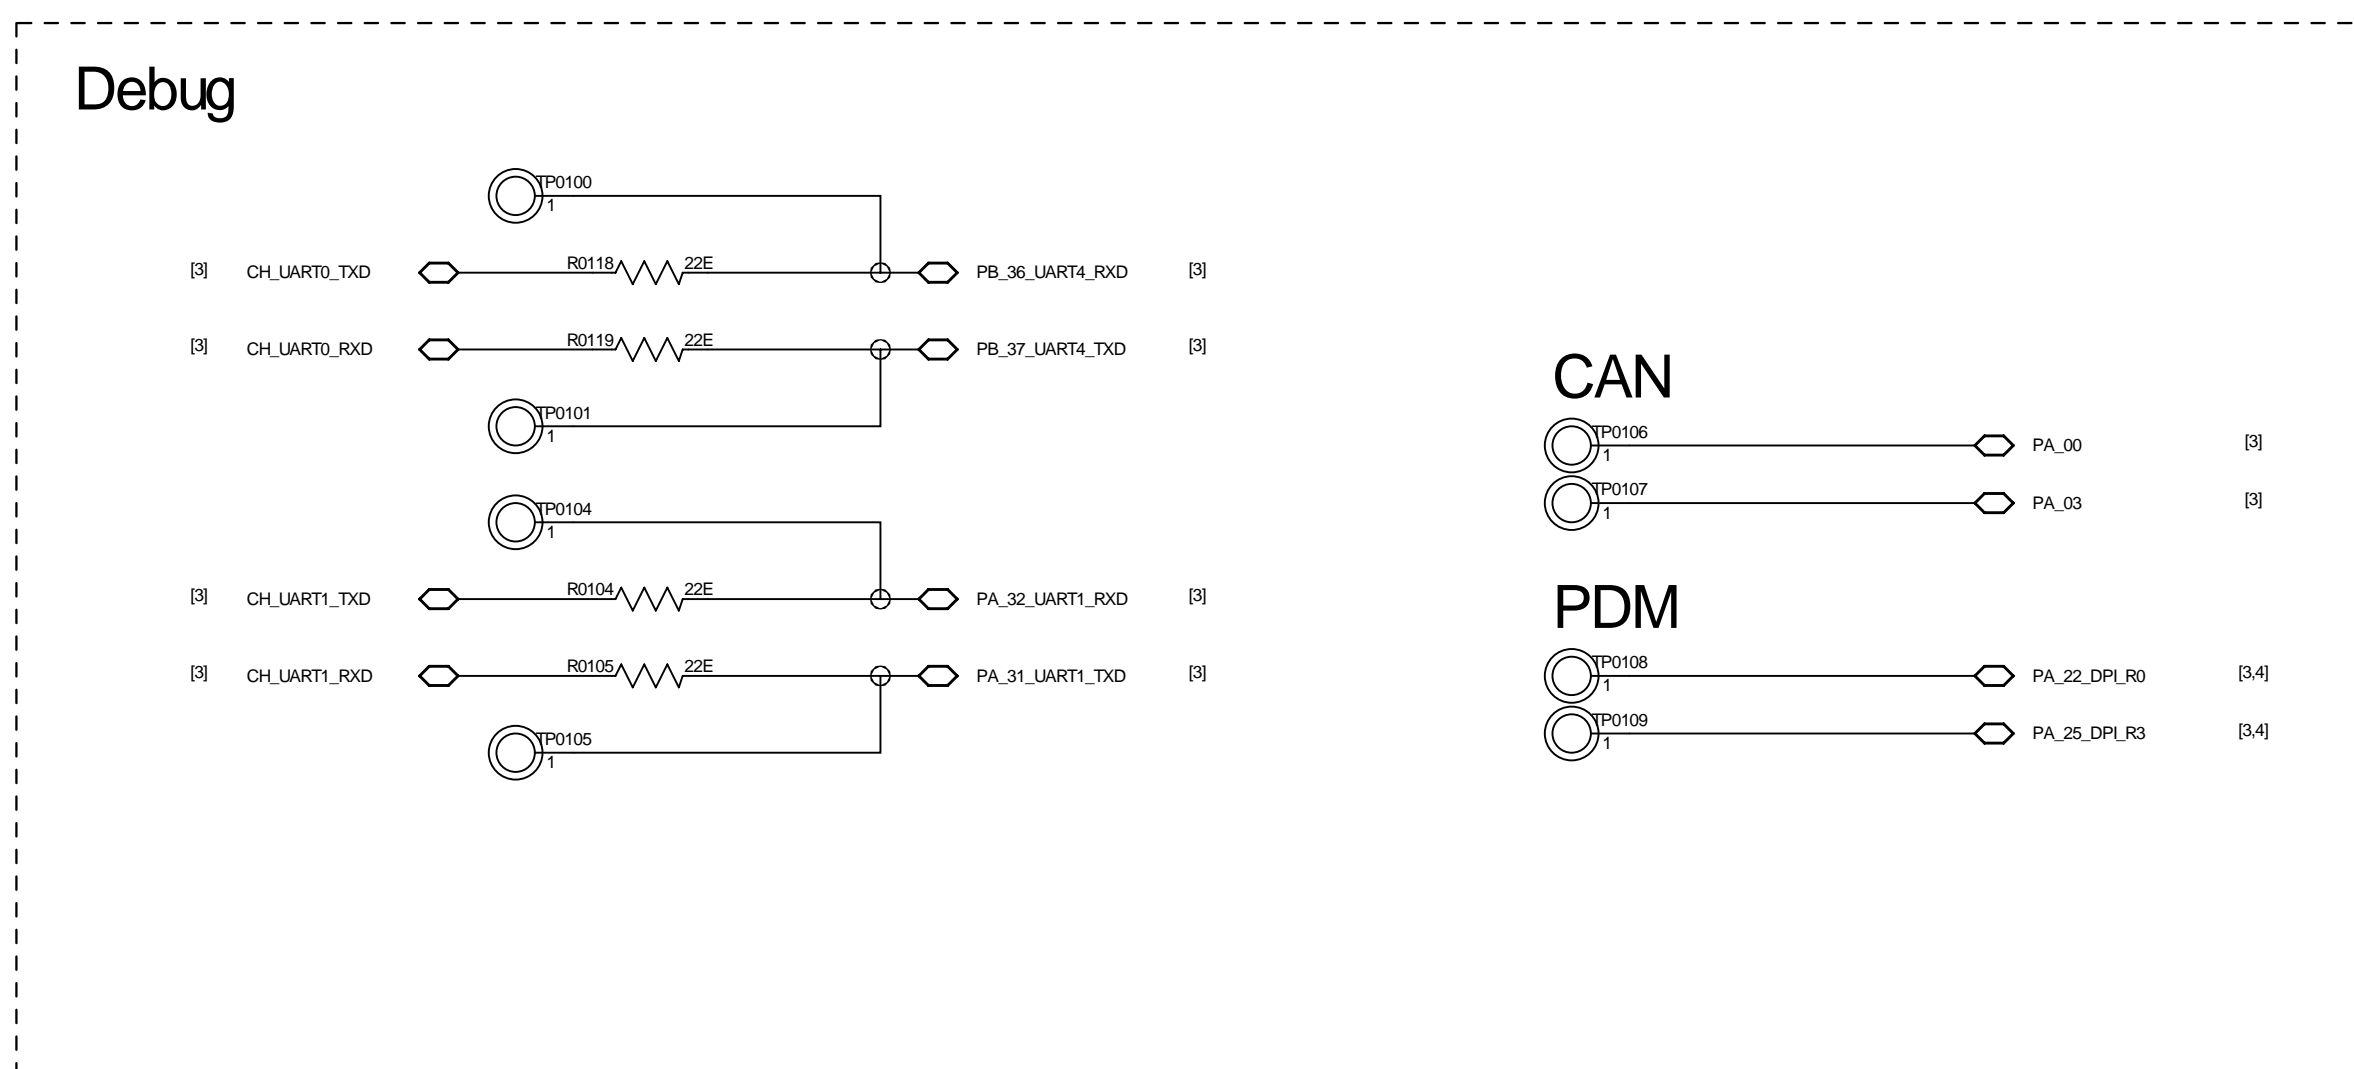 Debug
TP0100
1
[3] CH_UART0_TXD R0118 22E PB_36_UART4_RXD [3]
[3] CH_UART0_RXD R0119 22E PB_37_UART4_TXD [3]
TP0101
1
TP0104
1
[3] CH_UART1_TXD R0104 22E PA_32_UART1_RXD [3]
[3] CH_UART1_RXD R0105 22E PA_31_UART1_TXD [3]
TP0105
1
CAN
TP0106
1 PA_00 [3]
TP0107
1 PA_03 [3]
PDM
TP0108
1 PA_22_DPI_R0 [3,4]
TP0109
1 PA_25_DPI_R3 [3,4]